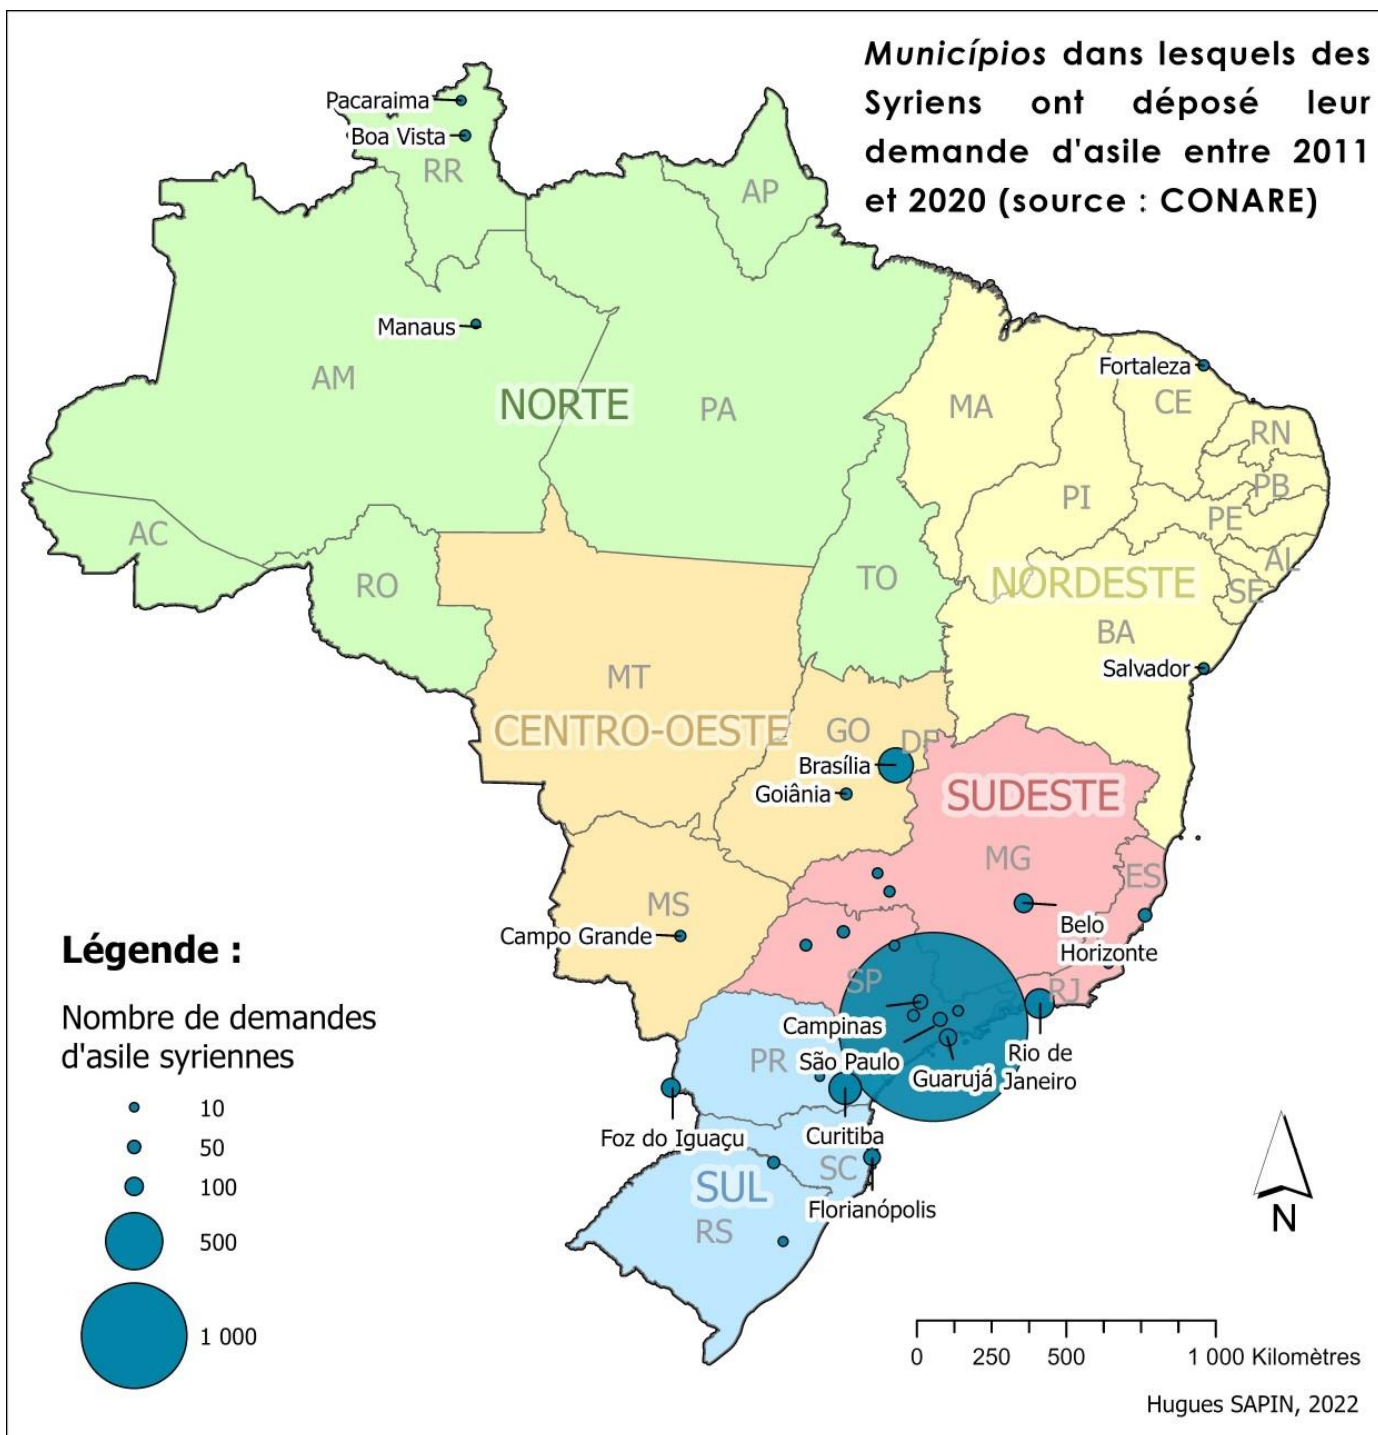 Municípios dans lesquels des
Syriens ont déposé leur
demande d'asile entre 2011
et 2020 (source : CONARE)
Pacaraima
Boa Vista
RR
AP
Manaus
AM
NORTE
PA
Fortaleza
MA
CE
RN
PI
PB
PE
AC
RO
TO
NORDESTE
AL
SE
BA
MT
Salvador
CENTRO-OESTE
GO
DF
Brasília
Goiânia
SUDESTE
MG
ES
MS
Campo Grande
Belo
Horizonte
SP
RJ
Campinas
São Paulo
Guarujá
Rio de
Janeiro
PR
Foz do Iguaçu
Curitiba
SC
SUL
Florianópolis
RS
Légende :
Nombre de demandes
d'asile syriennes
10
50
100
500
1 000
N
0 250 500 1 000 Kilomètres
Hugues SAPIN, 2022